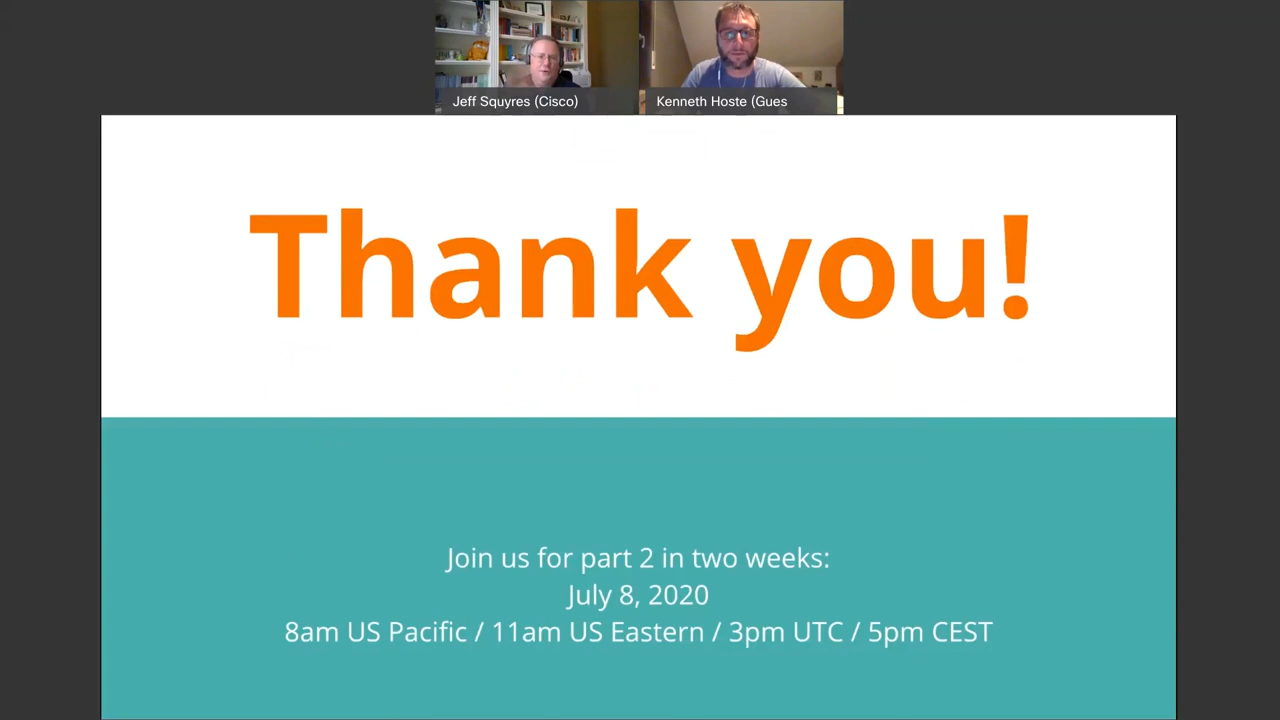 Jeff Squyres (Cisco)
Kenneth Hoste (Gues
Thank you!
Join us for part 2 in two weeks:
July 8, 2020
8am US Pacific / 11am US Eastern / 3pm UTC / 5pm CEST